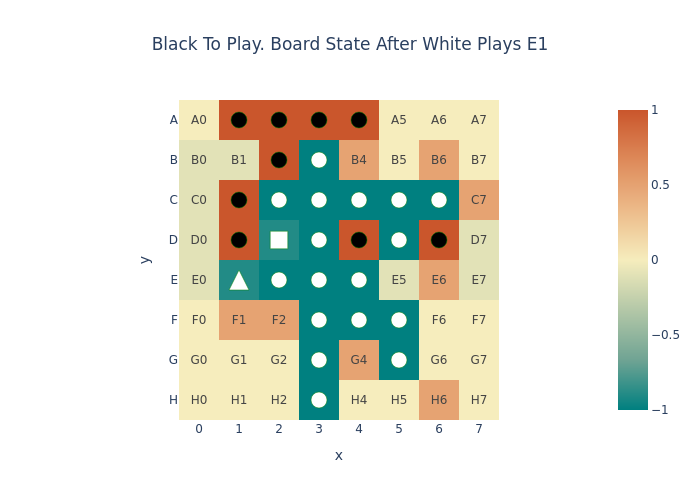 Black To Play. Board State After White Plays E1
A A0 A5 A6 A7
B B0 B1 B4 B5 B6 B7
C C0 C7
D D0 D7
E E0 E5 E6 E7
F F0 F1 F2 F6 F7
G G0 G1 G2 G4 G6 G7
H H0 H1 H2 H4 H5 H6 H7
0 1 2 3 4 5 6 7
x
y
1
0.5
0
−0.5
−1